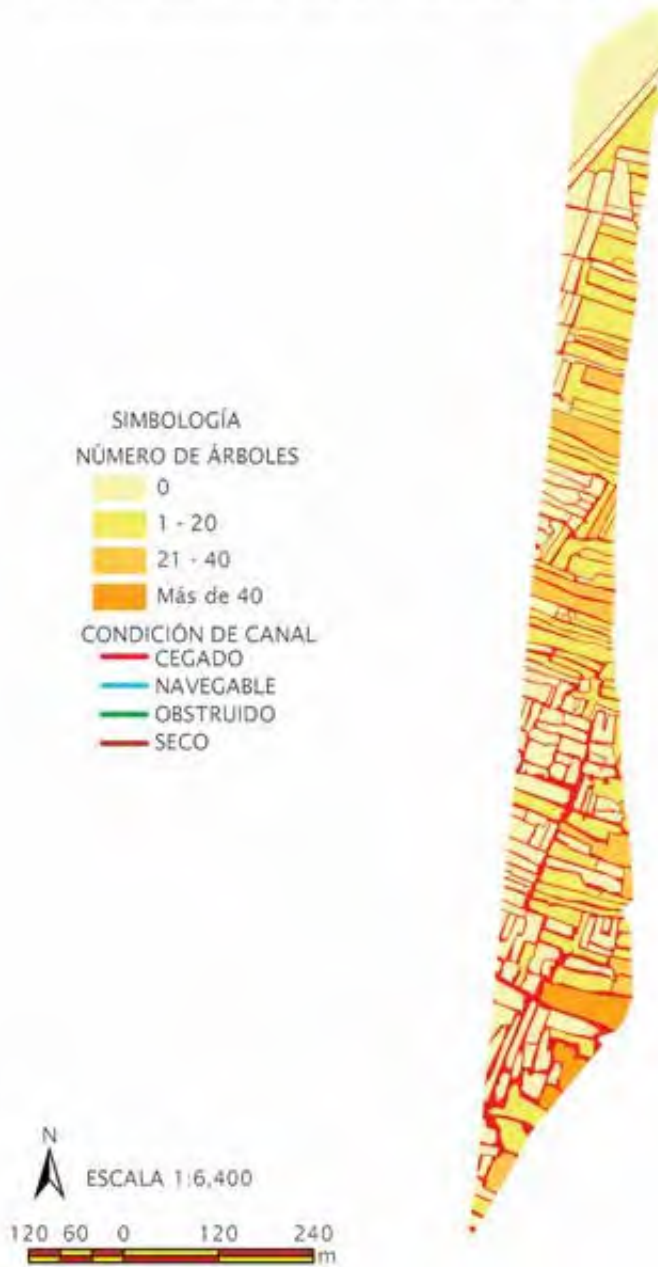 SIMBOLOGÍA
NÚMERO DE ÁRBOLES
0
1 - 20
21 - 40
Más de 40
CONDICIÓN DE CANAL
CEGADO
NAVEGABLE
OBSTRUIDO
SECO
N
ESCALA 1:6,400
120 60 0 120 240
m